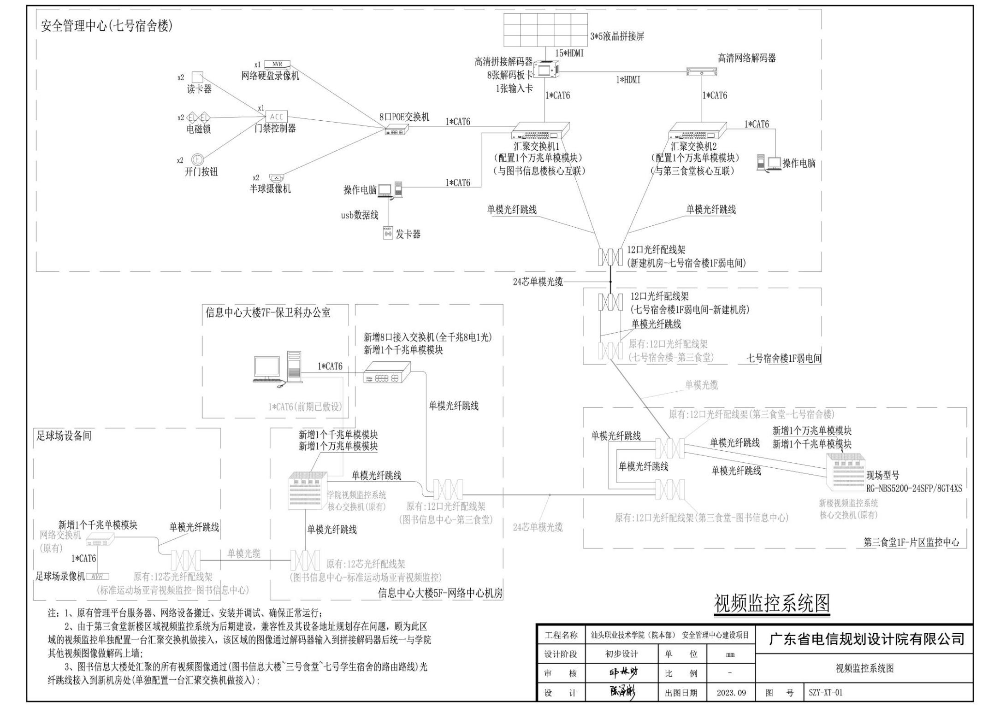 安全管理中心(七号宿舍楼)
3*5液晶拼接屏
15*HDMI
高清拼接解码器
8张解码板卡
1张输入卡
高清网络解码器
1*HDMI
x1
NVR
网络硬盘录像机
x2
读卡器
x1
ACC
门禁控制器
x2
EL EL
电磁锁
x2
E
开门按钮
x2
半球摄像机
8口POE交换机
1*CAT6
1*CAT6
1*CAT6
1*CAT6
汇聚交换机1
(配置1个万兆单模模块)
(与图书信息楼核心互联)
汇聚交换机2
(配置1个万兆单模模块)
(与第三食堂核心互联)
操作电脑
操作电脑
1*CAT6
usb数据线
READER
发卡器
单模光纤跳线
单模光纤跳线
12口光纤配线架
(新建机房-七号宿舍楼1F弱电间)
24芯单模光缆
12口光纤配线架
(七号宿舍楼1F弱电间-新建机房)
单模光纤跳线
原有:12口光纤配线架
(七号宿舍楼-第三食堂)
七号宿舍楼1F弱电间
单模光缆
信息中心大楼7F-保卫科办公室
1*CAT6
1*CAT6(前期已敷设)
新增8口接入交换机(全千兆8电1光)
新增1个千兆单模模块
单模光纤跳线
新增1个千兆单模模块
新增1个万兆单模模块
单模光纤跳线
学院视频监控系统
核心交换机(原有)
原有:12口光纤配线架
(图书信息中心-第三食堂)
单模光纤跳线
原有:12芯光纤配线架
(图书信息中心-标准运动场亚青视频监控)
信息中心大楼5F-网络中心机房
足球场设备间
新增1个千兆单模模块
网络交换机
(原有)
单模光纤跳线
1*CAT6
足球场录像机
NVR
原有:12芯光纤配线架
(标准运动场亚青视频监控-图书信息中心)
单模光缆
24芯单模光缆
原有:12口光纤配线架(第三食堂-七号宿舍楼)
单模光纤跳线
单模光纤跳线
单模光纤跳线
单模光纤跳线
新增1个万兆单模模块
新增1个千兆单模模块
现场型号
RG-NBS5200-24SFP/8GT4XS
新楼视频监控系统
核心交换机(原有)
原有:12口光纤配线架(第三食堂-图书信息中心)
第三食堂1F-片区监控中心
注: 1、原有管理平台服务器、网络设备搬迁、安装并调试、确保正常运行;
2、由于第三食堂新楼区域视频监控系统为后期建设，兼容性及其设备地址规划存在问题，顾为此区
域的视频监控单独配置一台汇聚交换机做接入，该区域的图像通过解码器输入到拼接解码器后统一与学院
其他视频图像做解码上墙;
3、图书信息大楼处汇聚的所有视频图像通过(图书信息大楼~三号食堂~七号学生宿舍的路由路线)光
纤跳线接入到新机房处(单独配置一台汇聚交换机做接入);
视频监控系统图
工程名称 汕头职业技术学院（院本部） 安全管理中心建设项目 广东省电信规划设计院有限公司
设计阶段 初步设计 单 位 mm
审 核 邱林财 比 例 - 视频监控系统图
设 计 陈泽彬 出图日期 2023.09 图 号 SZY-XT-01